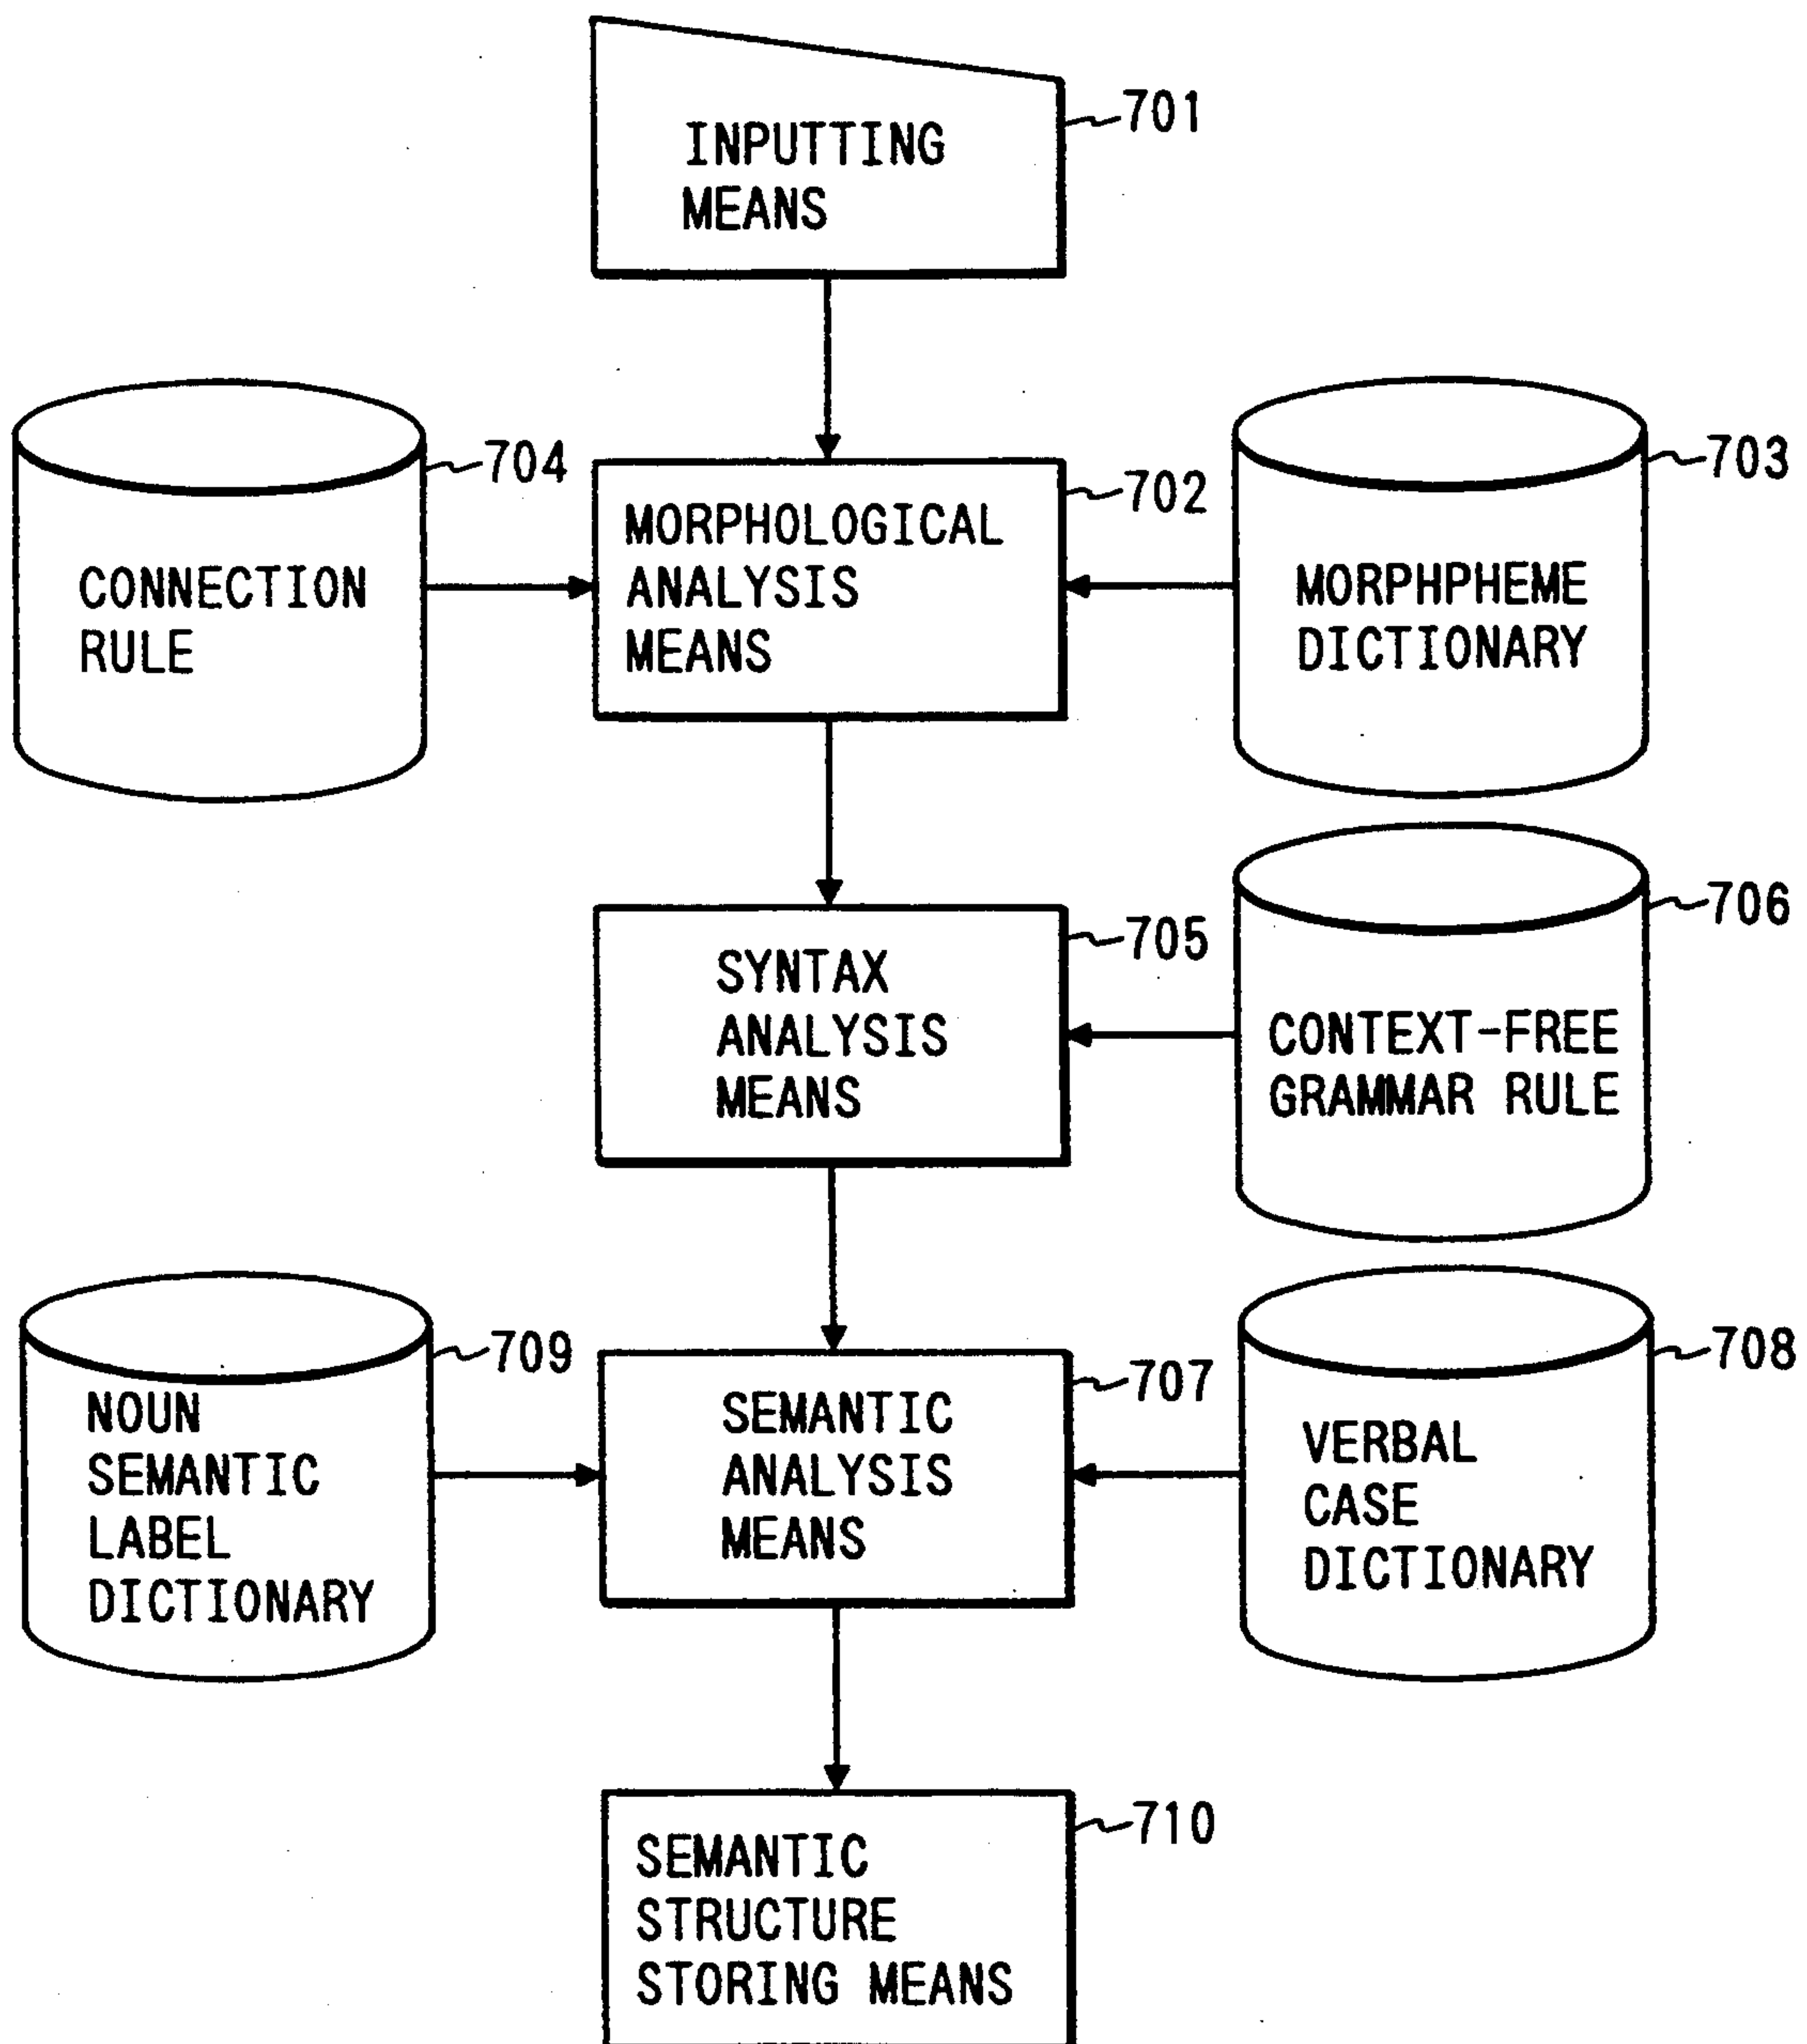 INPUTTING
MEANS
701
704
CONNECTION
RULE
702
MORPHOLOGICAL
ANALYSIS
MEANS
703
MORPHPHEME
DICTIONARY
705
SYNTAX
ANALYSIS
MEANS
706
CONTEXT-FREE
GRAMMAR RULE
709
NOUN
SEMANTIC
LABEL
DICTIONARY
707
SEMANTIC
ANALYSIS
MEANS
708
VERBAL
CASE
DICTIONARY
710
SEMANTIC
STRUCTURE
STORING MEANS